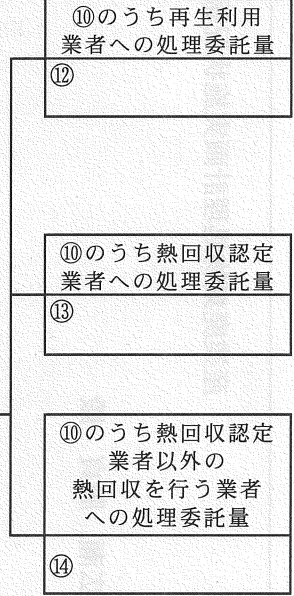 ⑩のうち再生利用
業者への処理委託量
⑫
⑩のうち熱回収認定
業者への処理委託量
⑬
⑩のうち熱回収認定
業者以外の
熱回収を行う業者
への処理委託量
⑭